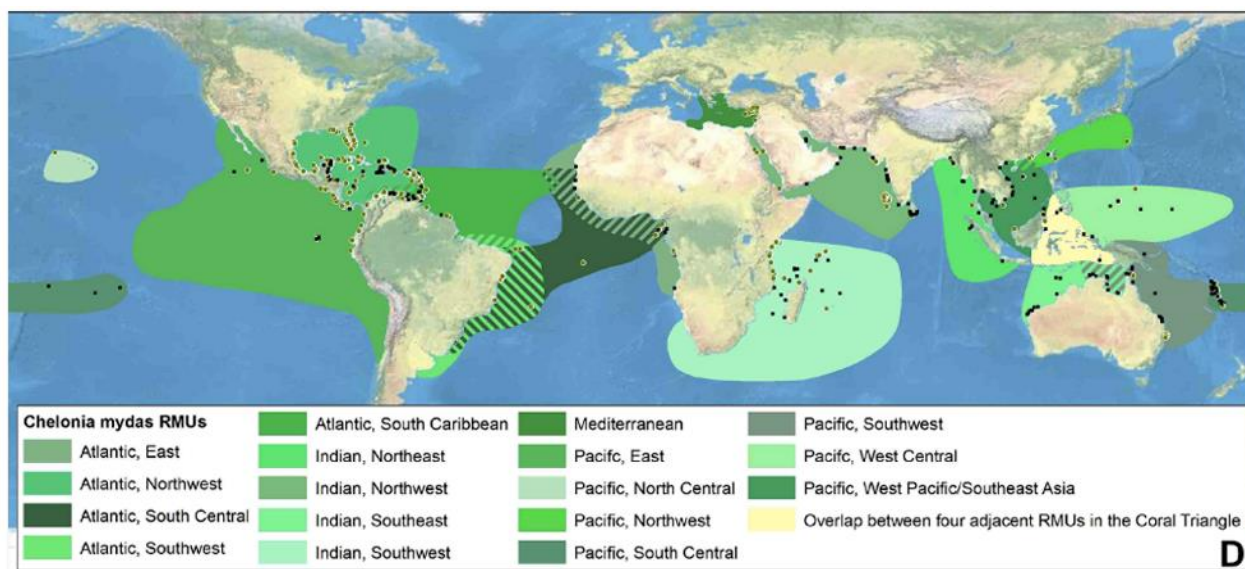 Chelonia mydas RMUs
Atlantic, East
Atlantic, Northwest
Atlantic, South Central
Atlantic, Southwest
Atlantic, South Caribbean
Indian, Northeast
Indian, Northwest
Indian, Southeast
Indian, Southwest
Mediterranean
Pacifc, East
Pacific, North Central
Pacific, Northwest
Pacific, South Central
Pacific, Southwest
Pacifc, West Central
Pacific, West Pacific/Southeast Asia
Overlap between four adjacent RMUs in the Coral Triangle
D